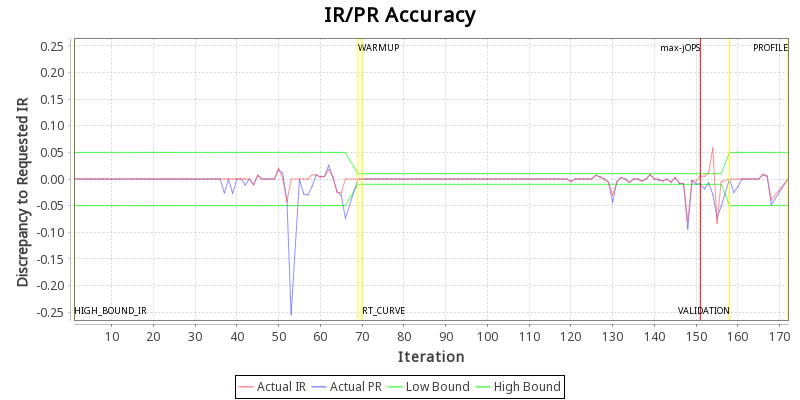 IR/PR Accuracy
Discrepancy to Requested IR
0.25
0.20
0.15
0.10
0.05
0.00
-0.05
-0.10
-0.15
-0.20
-0.25
WARMUP
max-jOPS
PROFILE
HIGH_BOUND_IR
RT_CURVE
VALIDATION
10 20 30 40 50 60 70 80 90 100 110 120 130 140 150 160 170
Iteration
Actual IR Actual PR Low Bound High Bound